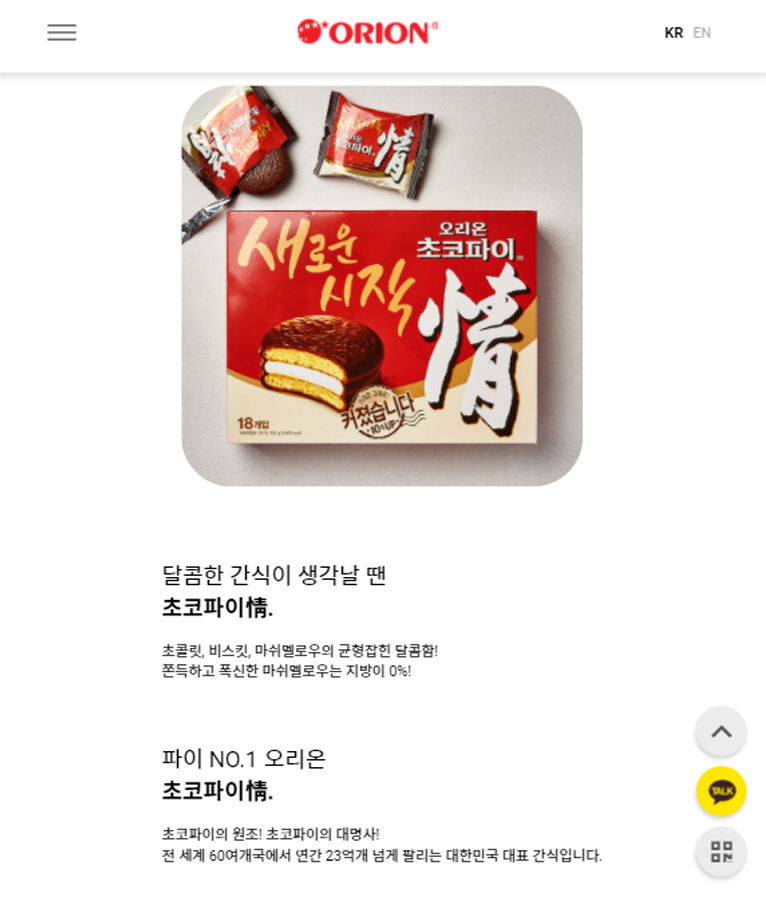 ORION
KR EN
초코파이
情
새로운
시작
오리온
초코파이
情
커졌습니다
10%UP
18개입
달콤한 간식이 생각날 땐
초코파이情.
초콜릿, 비스킷, 마쉬멜로우의 균형잡힌 달콤함!
쫀득하고 폭신한 마쉬멜로우는 지방이 0%!
파이 NO.1 오리온
초코파이情.
초코파이의 원조! 초코파이의 대명사!
전 세계 60여개국에서 연간 23억개 넘게 팔리는 대한민국 대표 간식입니다.
TALK